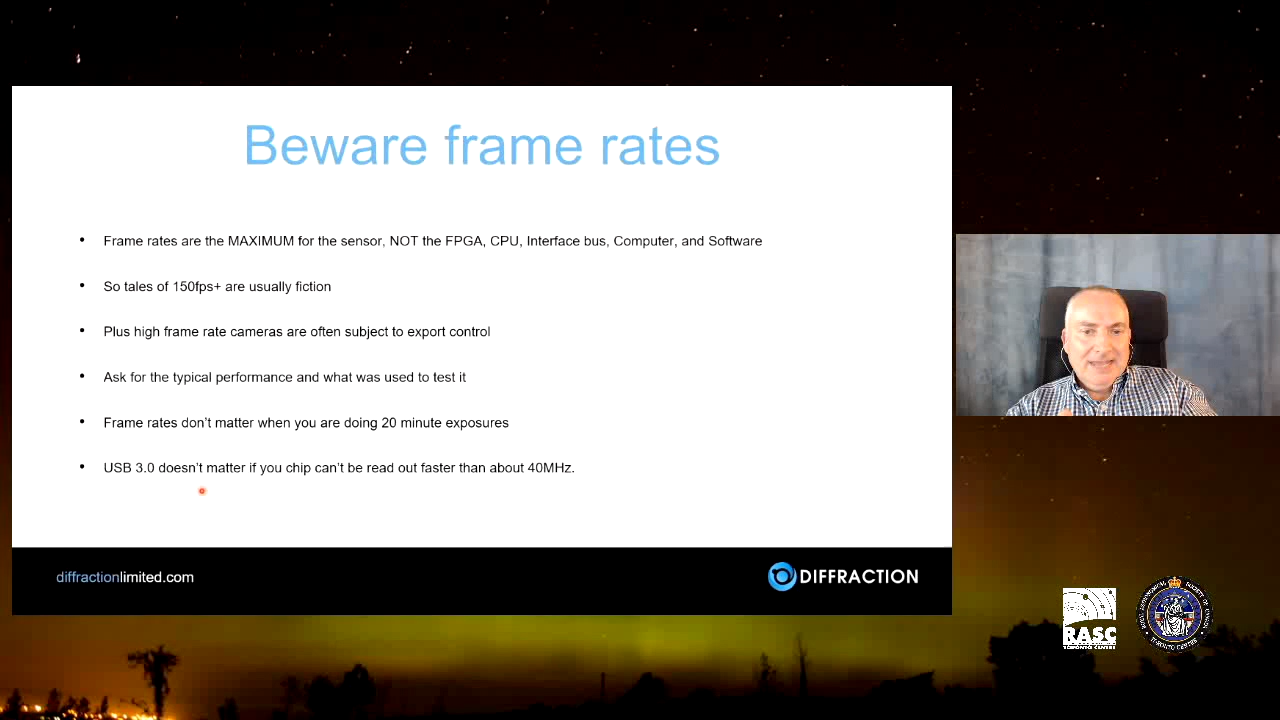 Beware frame rates
• Frame rates are the MAXIMUM for the sensor, NOT the FPGA, CPU, Interface bus, Computer, and Software
• So tales of 150fps+ are usually fiction
• Plus high frame rate cameras are often subject to export control
• Ask for the typical performance and what was used to test it
• Frame rates don’t matter when you are doing 20 minute exposures
• USB 3.0 doesn’t matter if you chip can’t be read out faster than about 40MHz.
diffractionlimited.com
DIFFRACTION
RASC
TORONTO CENTRE